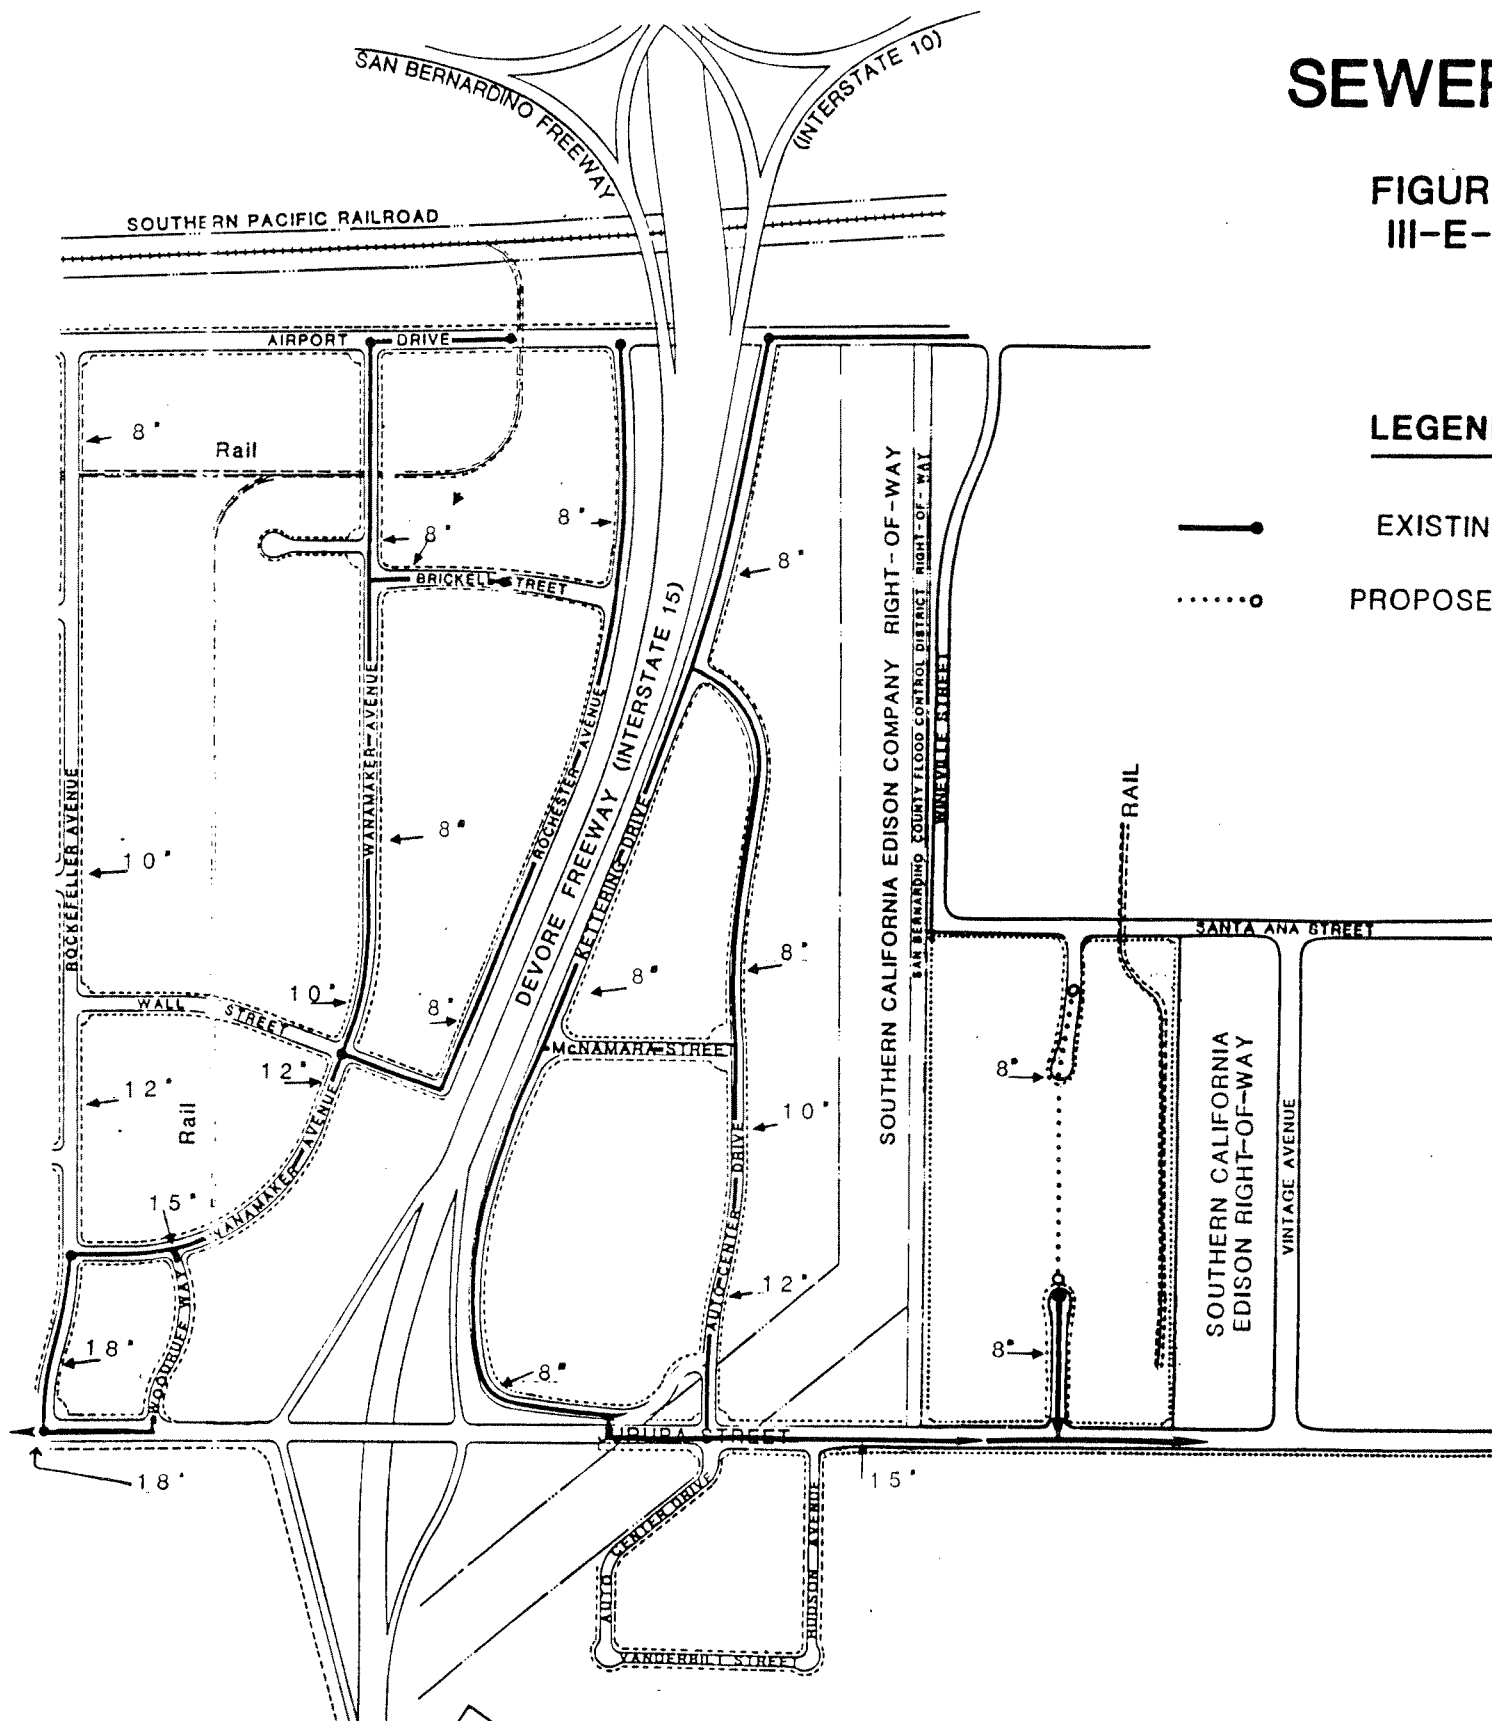 SAN BERNARDINO FREEWAY
(INTERSTATE 10)
SEWER
FIGUR
III-E-
SOUTHERN PACIFIC RAILROAD
AIRPORT DRIVE
8"
Rail
8"
8"
8"
BRICKELL STREET
LEGEN
EXISTIN
PROPOSE
ROCKEFELLER AVENUE
WANAMAKER AVENUE
ROCHESTER AVENUE
DEVORE FREEWAY (INTERSTATE 15)
KETTERING DRIVE
SOUTHERN CALIFORNIA EDISON COMPANY RIGHT-OF-WAY
SAN BERNARDINO COUNTY FLOOD CONTROL DISTRICT RIGHT-OF-WAY
WINEVILLE STREET
RAIL
10"
8"
SANTA ANA STREET
WALL STREET
10"
8"
8"
8"
McNAMARA STREET
12"
12"
Rail
WANAMAKER AVENUE
10"
8"
15"
AUTO CENTER DRIVE
12"
SOUTHERN CALIFORNIA
EDISON RIGHT-OF-WAY
VINTAGE AVENUE
18"
WOODRUFF WAY
8"
8"
JURUPA STREET
18"
15"
AUTO CENTER DRIVE
HUDSON AVENUE
VANDERBILT STREET